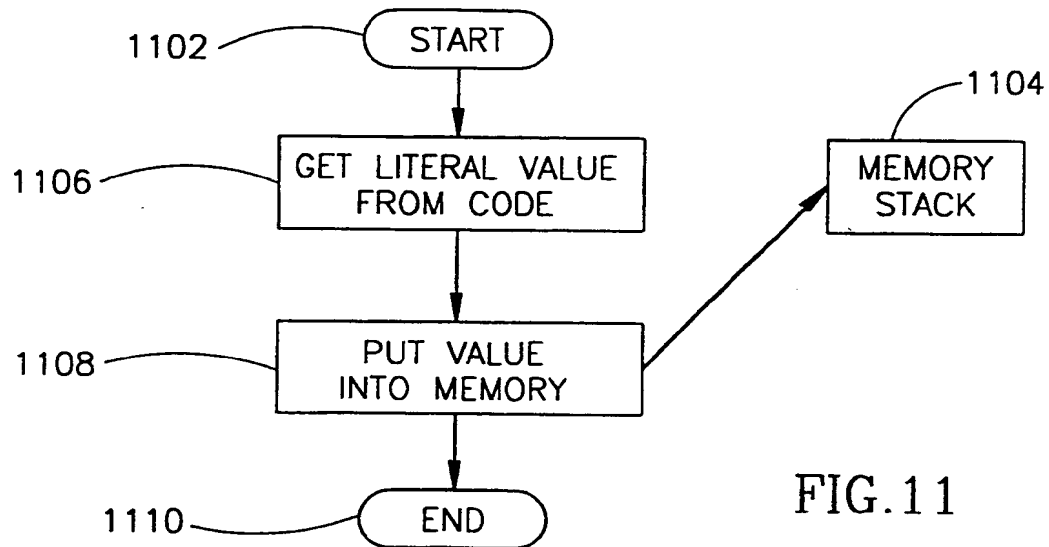 1102
START
1104
1106
GET LITERAL VALUE
FROM CODE
MEMORY
STACK
1108
PUT VALUE
INTO MEMORY
1110
END
FIG.11